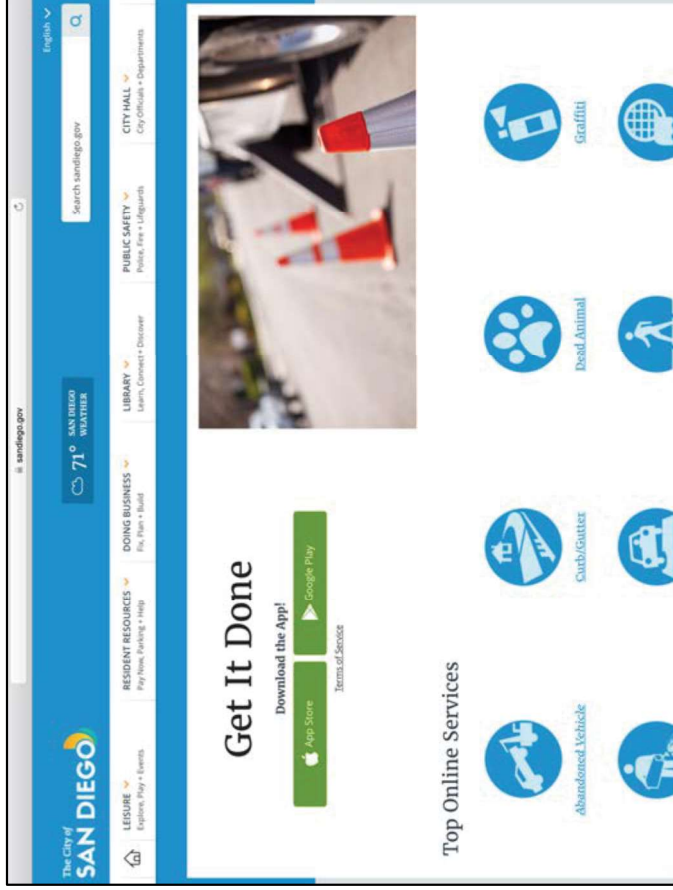 sandiego.gov
English
The City of
SAN DIEGO
71°
SAN DIEGO
WEATHER
Search sandiego.gov
LEISURE
Explore, Play + Events
RESIDENT RESOURCES
Pay Now, Parking + Help
DOING BUSINESS
Fix, Plan + Build
LIBRARY
Learn, Connect + Discover
PUBLIC SAFETY
Police, Fire + Lifeguards
CITY HALL
City Officials + Departments
Get It Done
Download the App!
App Store
Google Play
Terms of Service
Top Online Services
Abandoned Vehicle
Curb/Gutter
Dead Animal
Graffiti